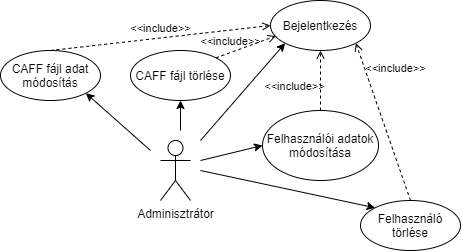 Bejelentkezés
<<include>>
<<include>>
CAFF fájl adat
módosítás
CAFF fájl törlése
<<include>>
<<include>>
Felhasználói adatok
módosítása
Adminisztrátor
Felhasználó
törlése